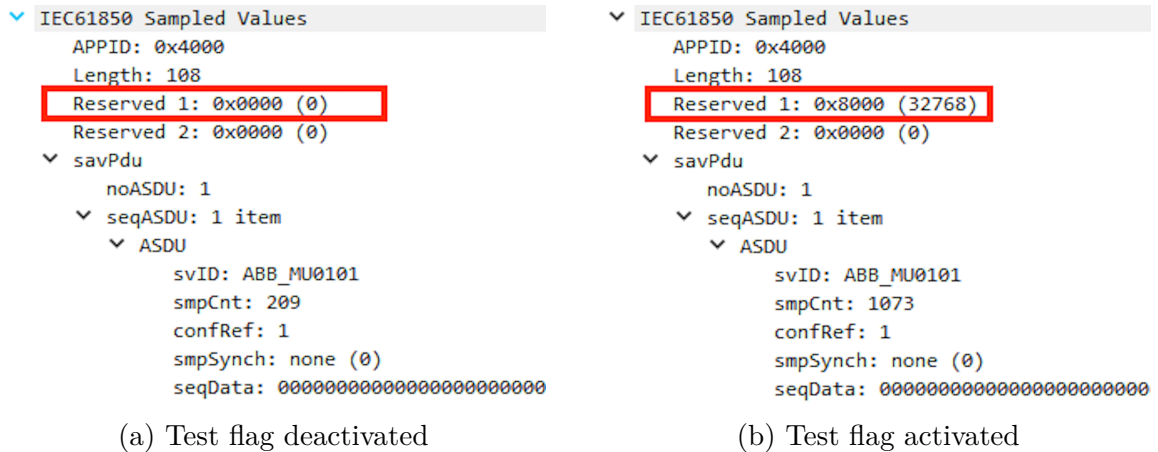 IEC61850 Sampled Values
APPID: 0x4000
Length: 108
Reserved 1: 0x0000 (0)
Reserved 2: 0x0000 (0)
savPdu
noASDU: 1
seqASDU: 1 item
ASDU
svID: ABB_MU0101
smpCnt: 209
confRef: 1
smpSynch: none (0)
seqData: 00000000000000000000000
(a) Test flag deactivated
IEC61850 Sampled Values
APPID: 0x4000
Length: 108
Reserved 1: 0x8000 (32768)
Reserved 2: 0x0000 (0)
savPdu
noASDU: 1
seqASDU: 1 item
ASDU
svID: ABB_MU0101
smpCnt: 1073
confRef: 1
smpSynch: none (0)
seqData: 00000000000000000000000
(b) Test flag activated